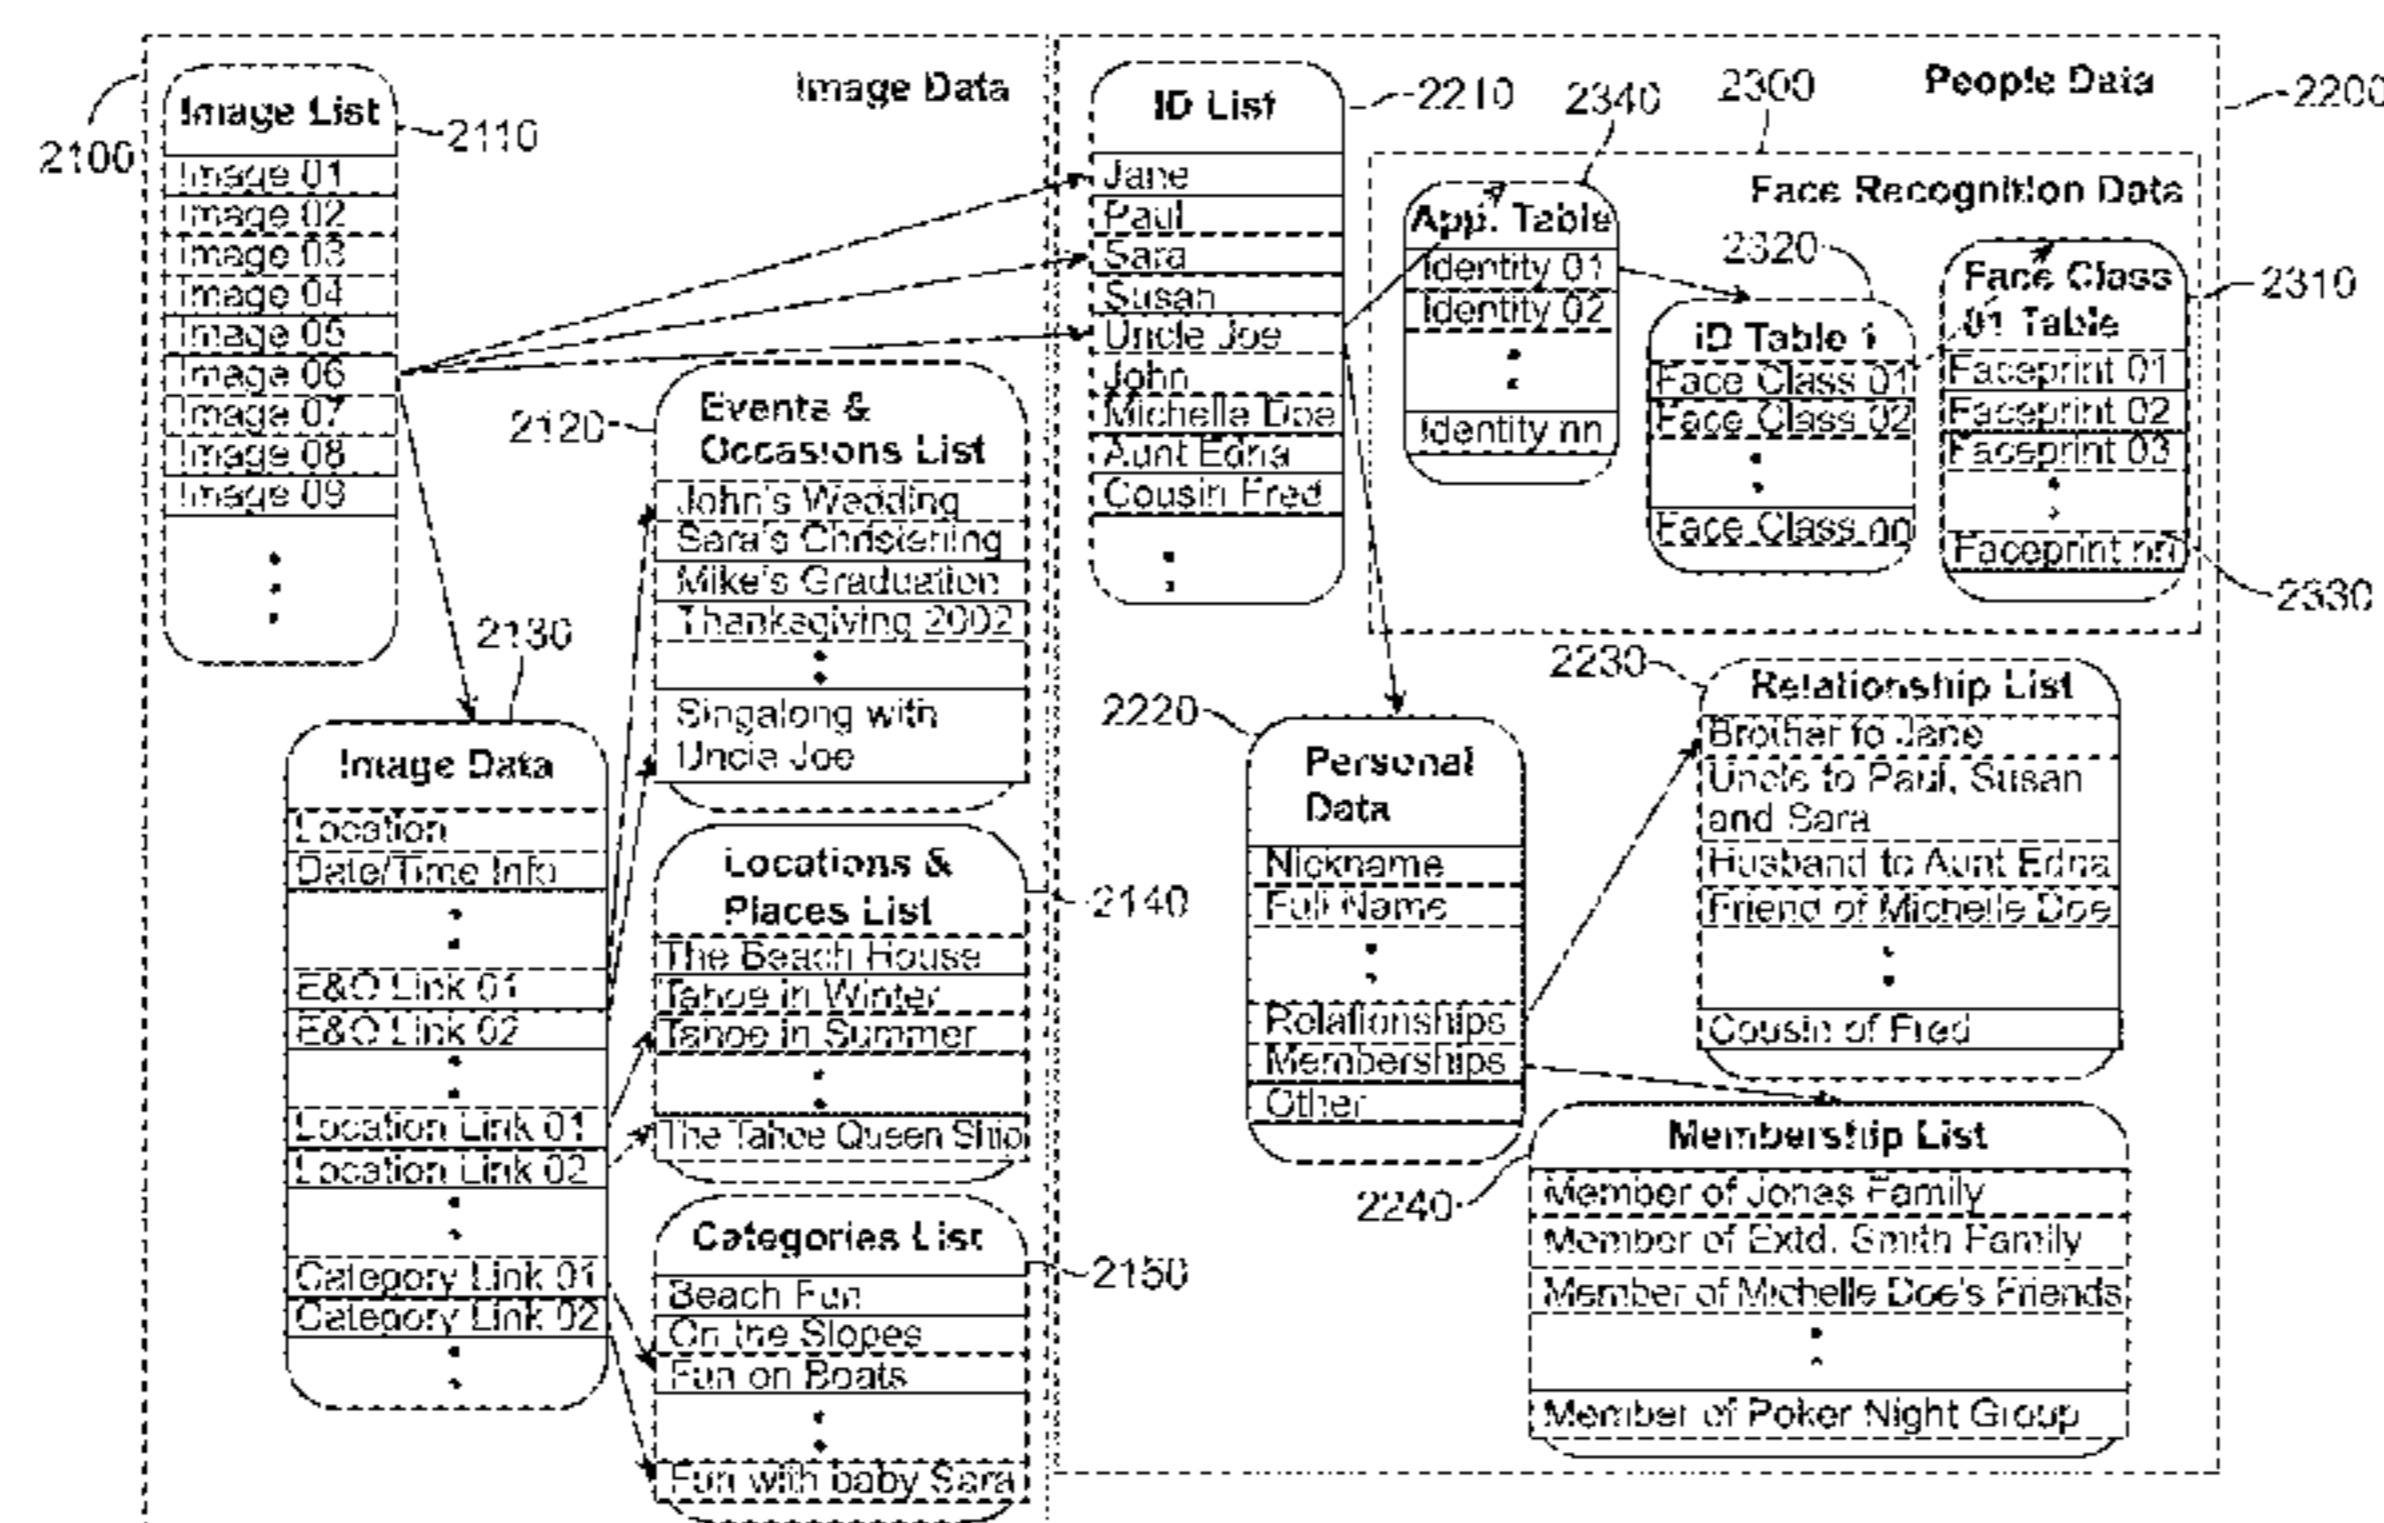 Image Data
2100
Image List
2110
Image 01
Image 02
Image 03
Image 04
Image 05
Image 06
Image 07
Image 08
Image 09
2120
Events &
Occasions List
John's Wedding
Sara's Christening
Mike's Graduation
Thanksgiving 2002
Singalong with
Uncle Joe
2130
Image Data
Location
Date/Time Info
E&O Link 01
E&O Link 02
Location Link 01
Location Link 02
Category Link 01
Category Link 02
Locations &
Places List
2140
The Beach House
Tahoe in Winter
Tahoe in Summer
The Tahoe Queen Ship
Categories List
2150
Beach Fun
On the Slopes
Fun on Boats
Fun with baby Sara
People Data
2200
ID List
2210
Jane
Paul
Sara
Susan
Uncle Joe
John
Michelle Doe
Aunt Edna
Cousin Fred
2340
2300
Face Recognition Data
App. Table
Identity 01
Identity 02
Identity nn
2320
ID Table 1
Face Class 01
Face Class 02
Face Class nn
Face Class
01 Table
2310
Faceprint 01
Faceprint 02
Faceprint 03
Faceprint nn
2330
2220
Personal
Data
Nickname
Full Name
Relationships
Memberships
Other
2230
Relationship List
Brother to Jane
Uncle to Paul, Susan
and Sara
Husband to Aunt Edna
Friend of Michelle Doe
Cousin of Fred
2240
Membership List
Member of Jones Family
Member of Extd. Smith Family
Member of Michelle Doe's Friends
Member of Poker Night Group